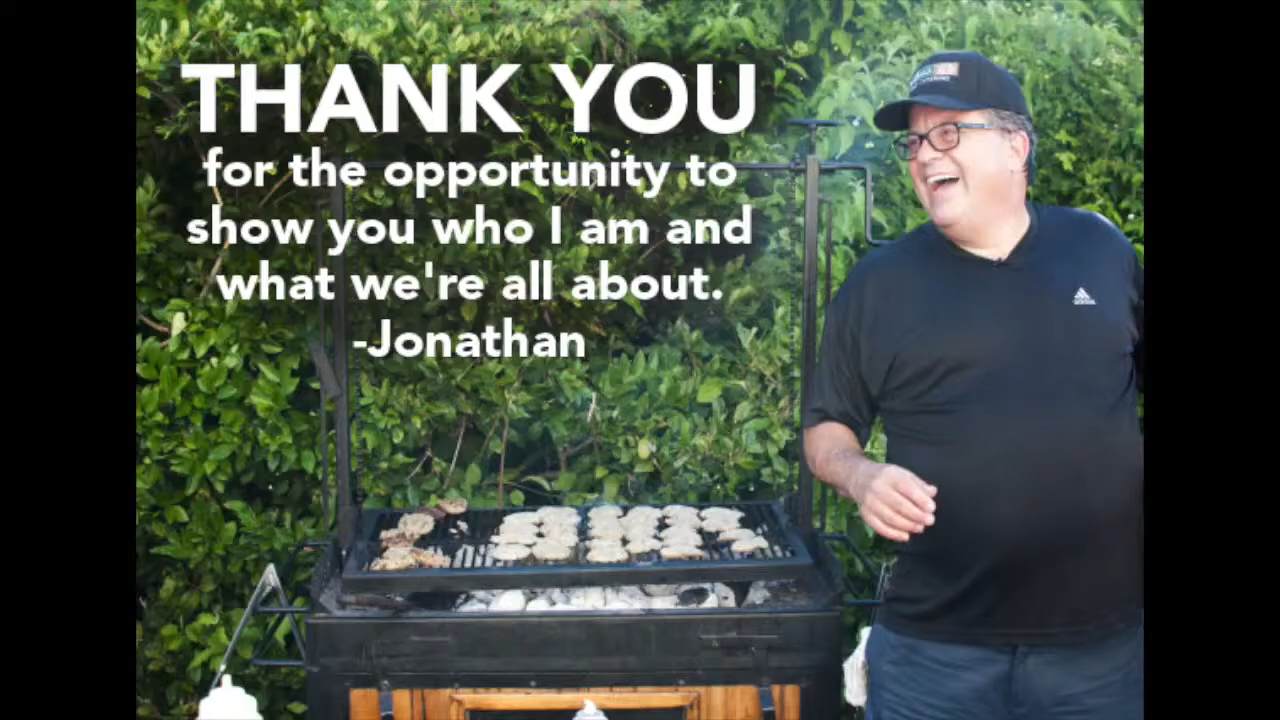 THANK YOU
for the opportunity to
show you who I am and
what we're all about.
-Jonathan